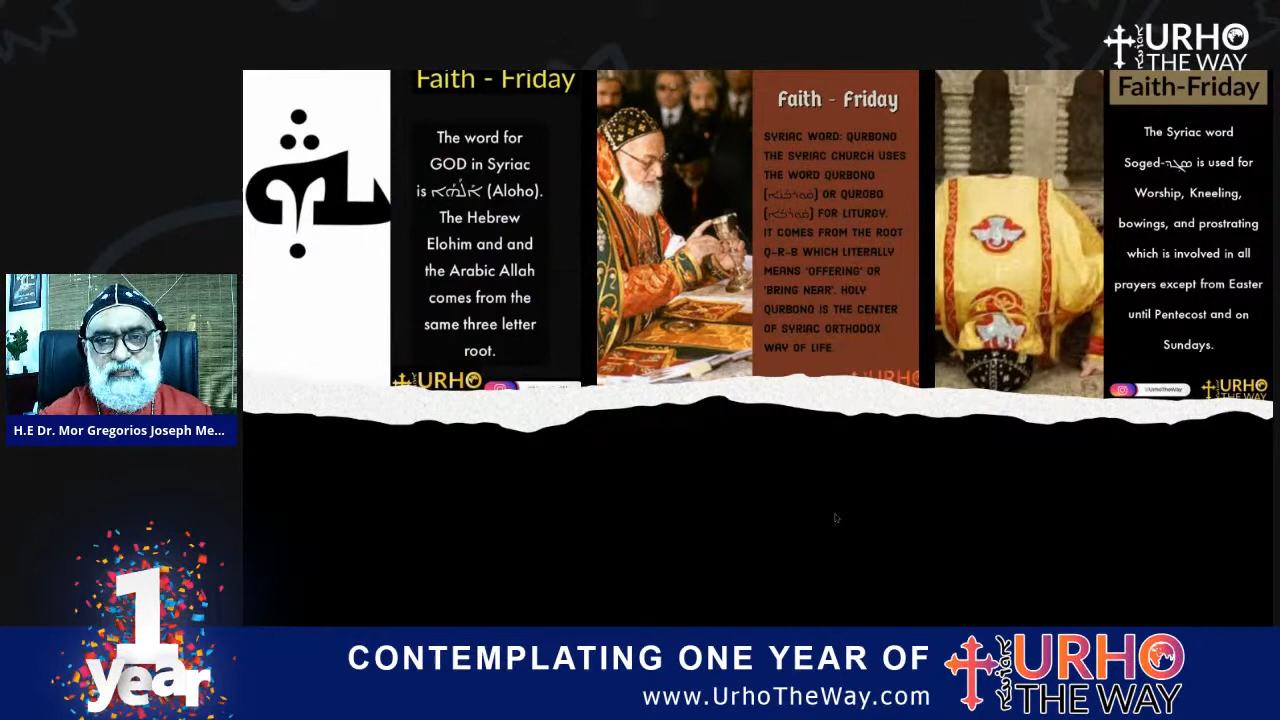 URHO
THE WAY
Faith - Friday
The word for
GOD in Syriac
is ܐܰܠܳܗܳܐ (Aloho).
The Hebrew
Elohim and and
the Arabic Allah
comes from the
same three letter
root.
URHO
Faith - Friday
SYRIAC WORD: QURBONO
THE SYRIAC CHURCH USES
THE WORD QURBONO
OR QUROBO
FOR LITURGY.
IT COMES FROM THE ROOT
Q-R-B WHICH LITERALLY
MEANS 'OFFERING' OR
'BRING NEAR'. HOLY
QURBONO IS THE CENTER
OF SYRIAC ORTHODOX
WAY OF LIFE.
URHO
Faith-Friday
The Syriac word
Soged-ܣܓܕ is used for
Worship, Kneeling,
bowings, and prostrating
which is involved in all
prayers except from Easter
until Pentecost and on
Sundays.
@UrhoTheWay
URHO
THE WAY
H.E Dr. Mor Gregorios Joseph Me...
1
year
CONTEMPLATING ONE YEAR OF
www.UrhoTheWay.com
URHO
THE WAY